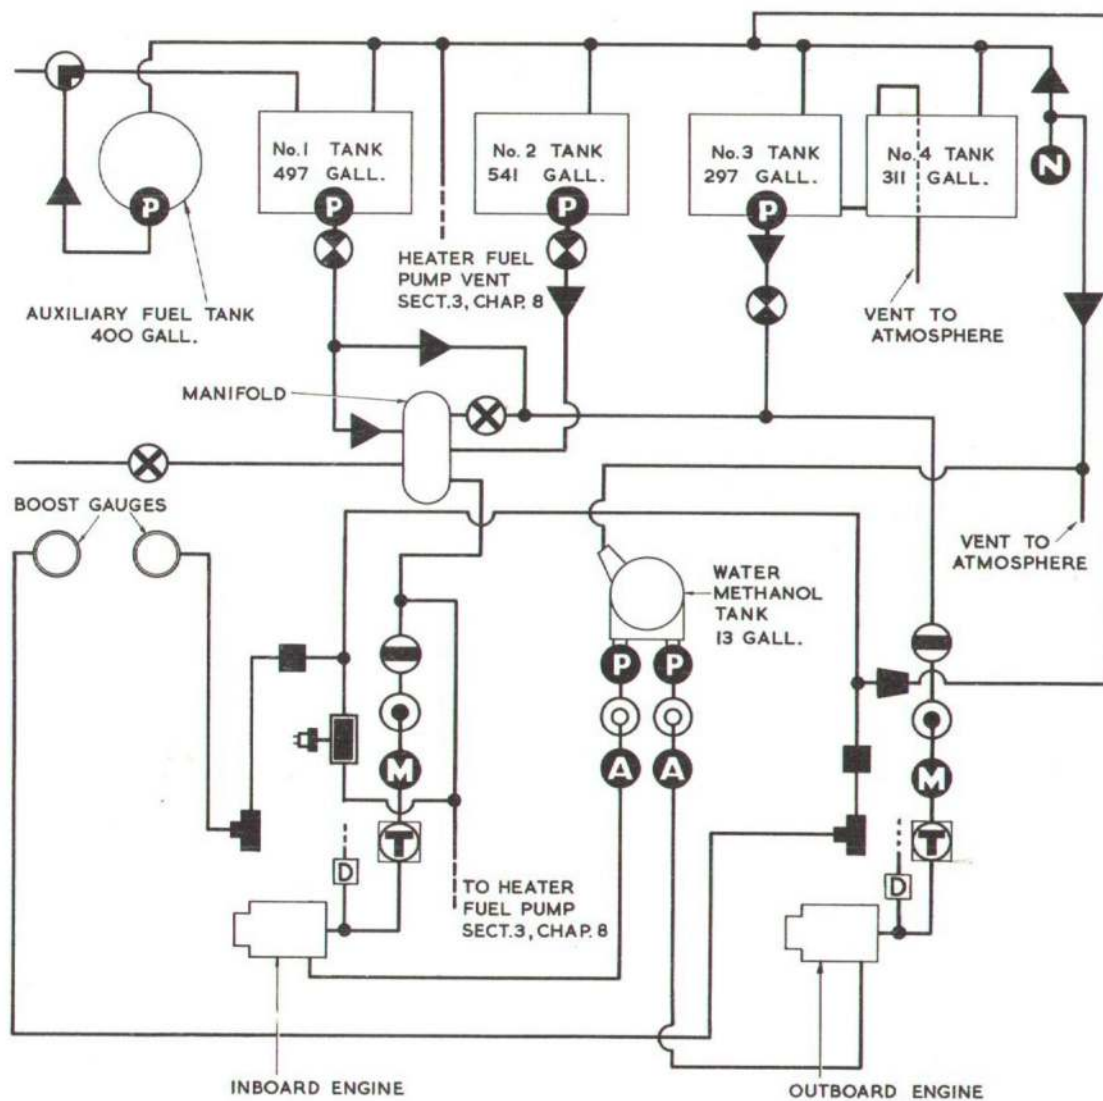 No. 1 TANK
497 GALL.
No. 2 TANK
541 GALL.
No. 3 TANK
297 GALL.
No. 4 TANK
311 GALL.
N
P
P
P
P
HEATER FUEL
PUMP VENT
SECT. 3, CHAP. 8
VENT TO
ATMOSPHERE
AUXILIARY FUEL TANK
400 GALL.
MANIFOLD
BOOST GAUGES
VENT TO
ATMOSPHERE
WATER
METHANOL
TANK
13 GALL.
P
P
M
A
A
M
T
T
D
D
TO HEATER
FUEL PUMP
SECT. 3, CHAP. 8
INBOARD ENGINE
OUTBOARD ENGINE